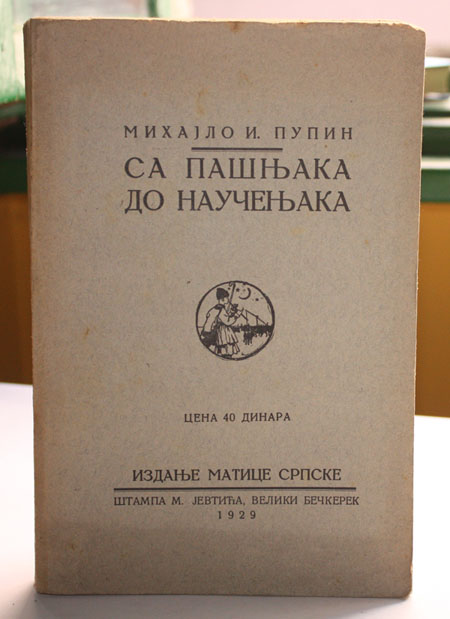 МИХАЈЛО И. ПУПИН
СА ПАШЊАКА
ДО НАУЧЕЊАКА
ЦЕНА 40 ДИНАРА
ИЗДАЊЕ МАТИЦЕ СРПСКЕ
ШТАМПА М. ЈЕВТИЋА, ВЕЛИКИ БЕЧКЕРЕК
1929